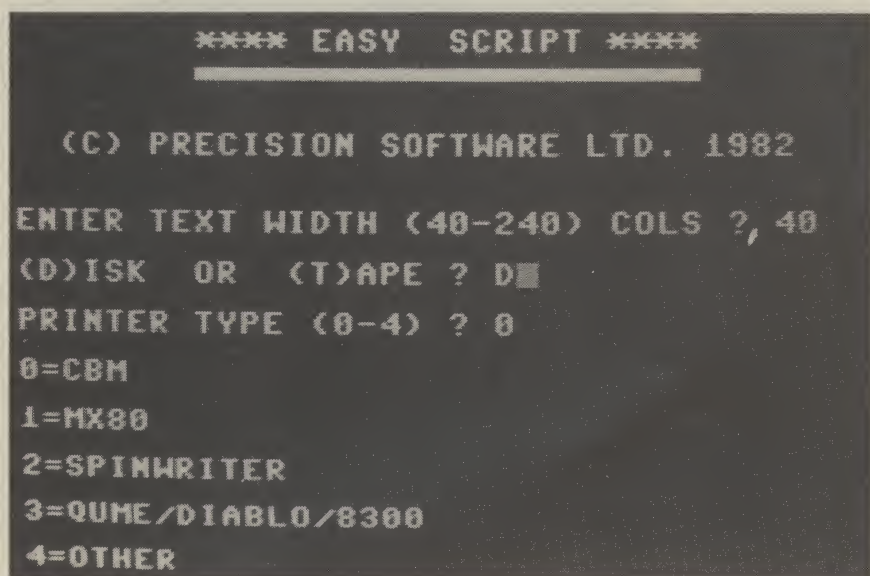 **** EASY SCRIPT ****
(C) PRECISION SOFTWARE LTD. 1982
ENTER TEXT WIDTH (40-240) COLS ? 40
(D)ISK OR (T)APE ? D
PRINTER TYPE (0-4) ? 0
0=CBM
1=MX80
2=SPINWRITER
3=QUME/DIABLO/8300
4=OTHER